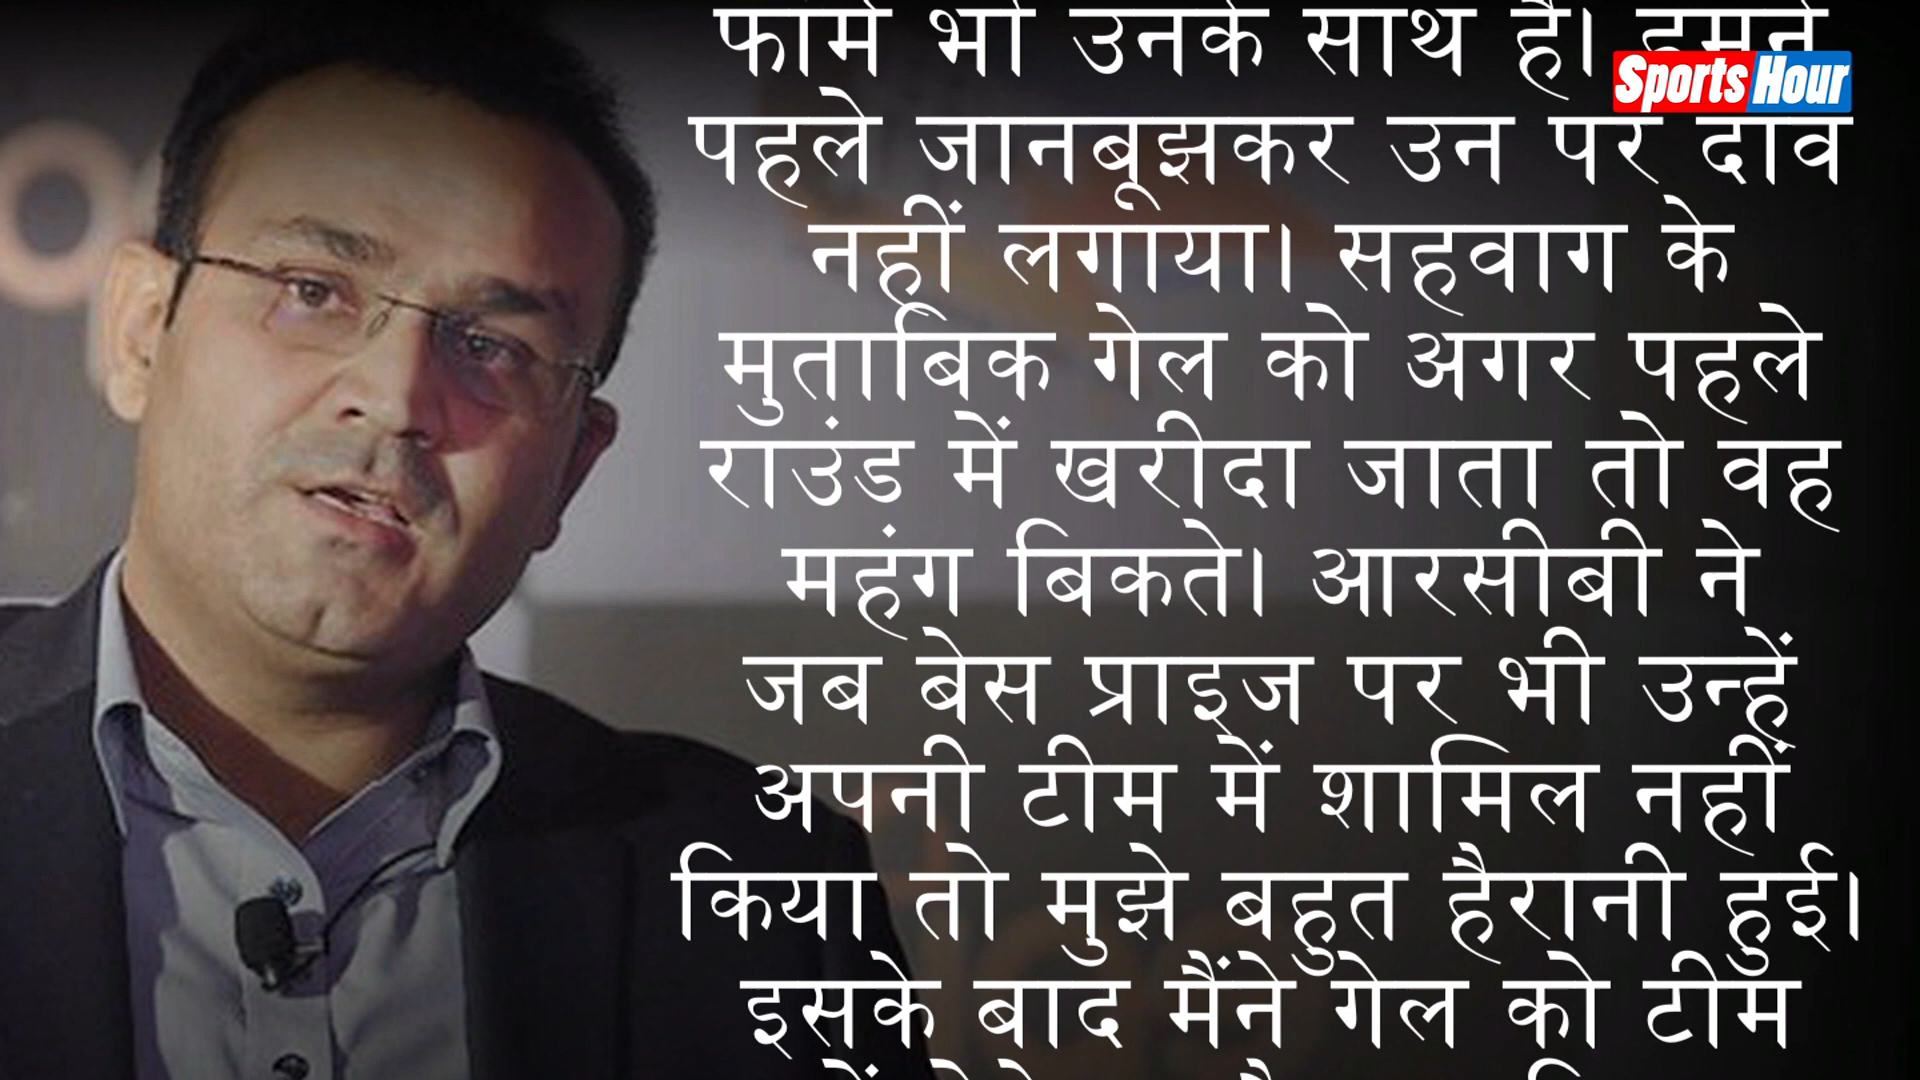 फॉर्म भी उनके साथ है। हमने
Sports Hour
पहले जानबूझकर उन पर दांव
नहीं लगाया। सहवाग के
मुताबिक गेल को अगर पहले
राउंड में खरीदा जाता तो वह
महंग बिकते। आरसीबी ने
जब बेस प्राइज पर भी उन्हें
अपनी टीम में शामिल नहीं
किया तो मुझे बहुत हैरानी हुई।
इसके बाद मैंने गेल को टीम